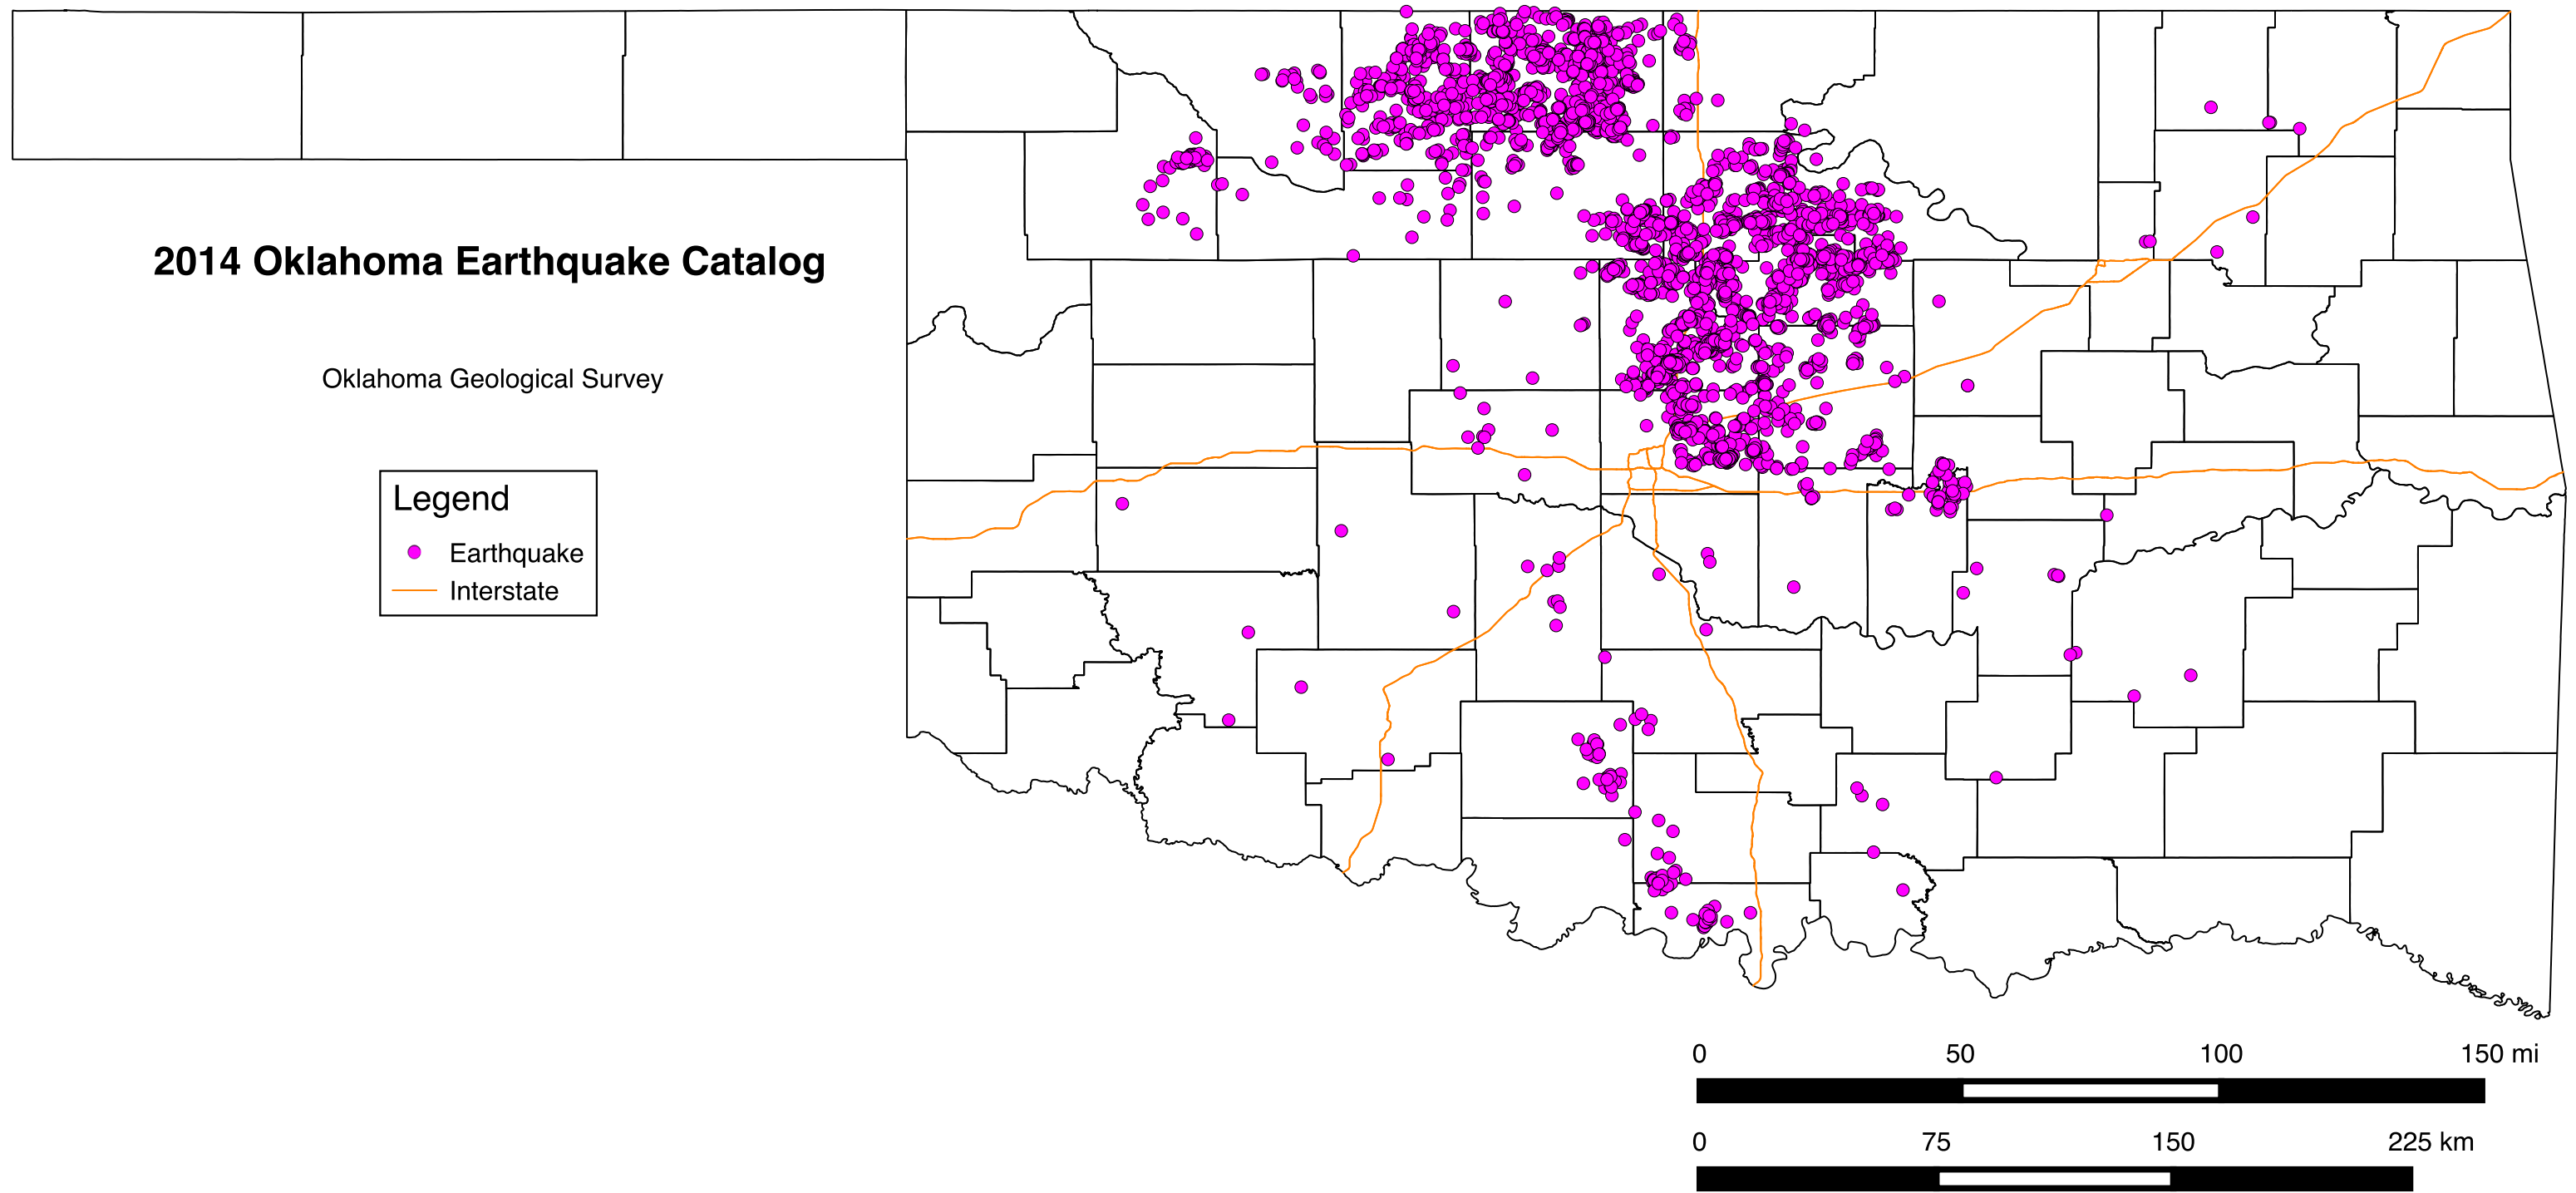 2014 Oklahoma Earthquake Catalog
Oklahoma Geological Survey
Legend
Earthquake
Interstate
0 50 100 150 mi
0 75 150 225 km